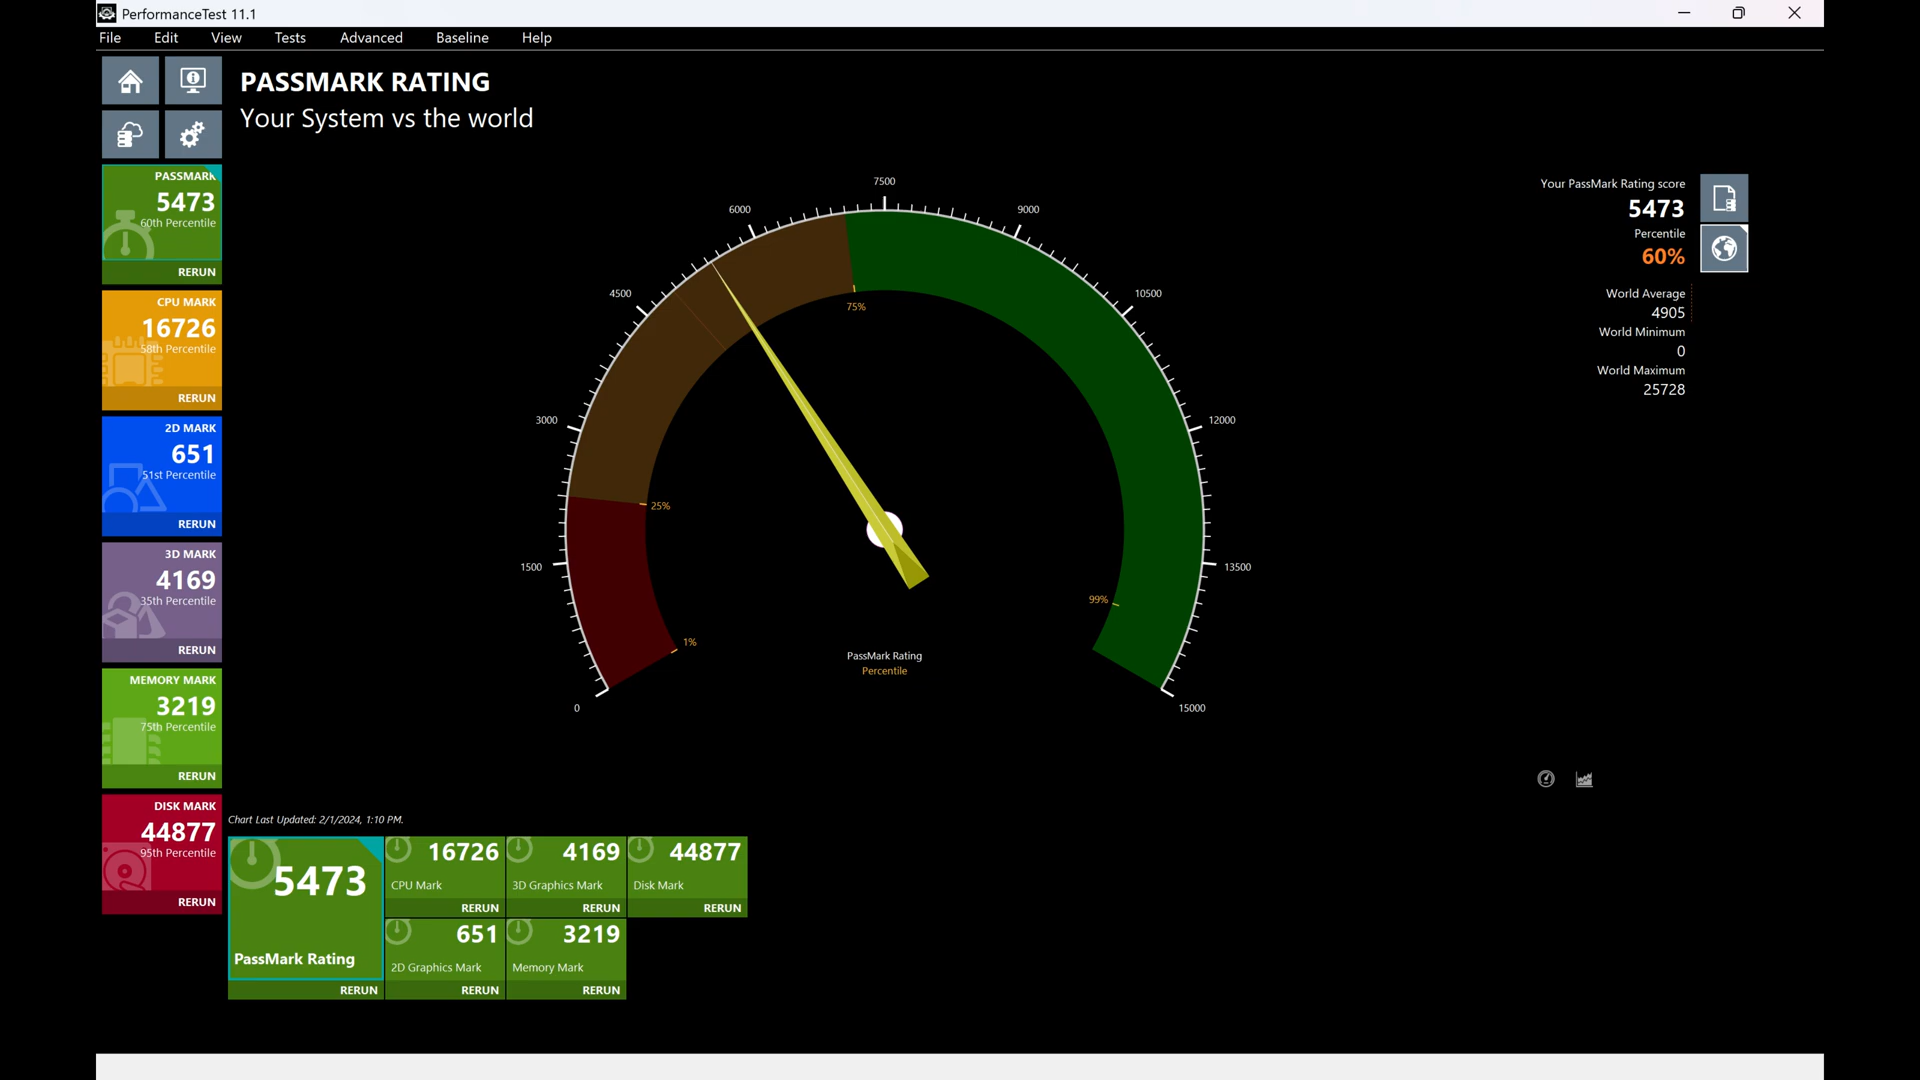 PerformanceTest 11.1
File Edit View Tests Advanced Baseline Help
PASSMARK RATING
Your System vs the world
PASSMARK
5473
60th Percentile
RERUN
CPU MARK
16726
58th Percentile
RERUN
2D MARK
651
51st Percentile
RERUN
3D MARK
4169
35th Percentile
RERUN
MEMORY MARK
3219
75th Percentile
RERUN
DISK MARK
44877
95th Percentile
RERUN
0
1500
3000
4500
6000
7500
9000
10500
12000
13500
15000
1%
25%
75%
99%
PassMark Rating
Percentile
Your PassMark Rating score
5473
Percentile
60%
World Average
4905
World Minimum
0
World Maximum
25728
Chart Last Updated: 2/1/2024, 1:10 PM.
5473
PassMark Rating
RERUN
16726
CPU Mark
RERUN
4169
3D Graphics Mark
RERUN
44877
Disk Mark
RERUN
651
2D Graphics Mark
RERUN
3219
Memory Mark
RERUN